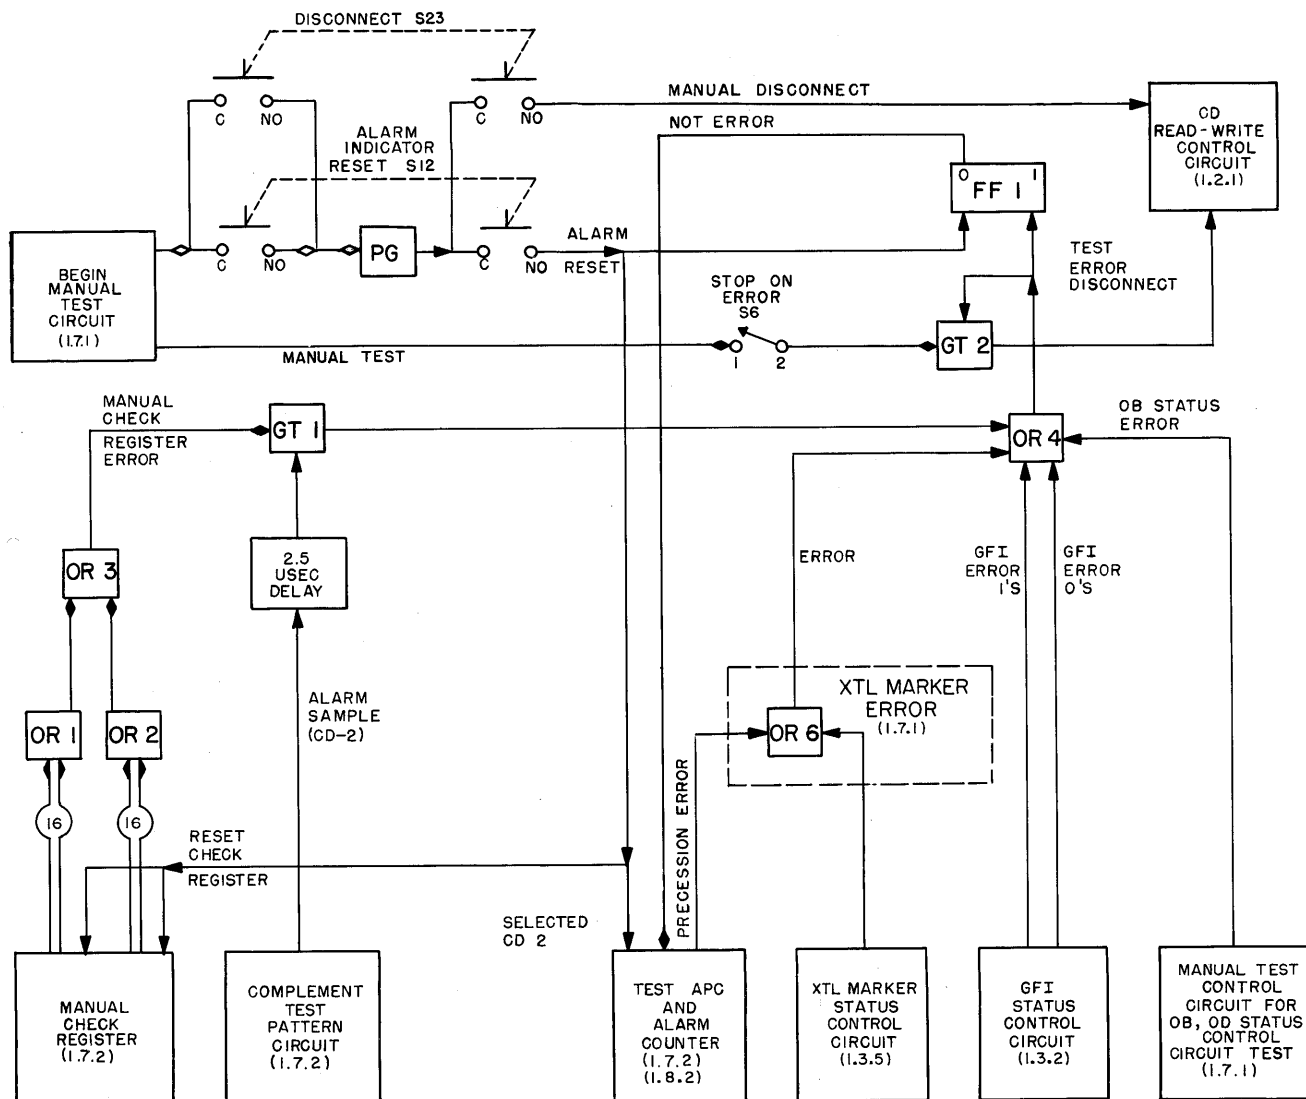 DISCONNECT S23
C
NO
C
NO
MANUAL DISCONNECT
NOT ERROR
CD
READ-WRITE
CONTROL
CIRCUIT
(1.2.1)
ALARM
INDICATOR
RESET S12
0
1
FF 1
BEGIN
MANUAL
TEST
CIRCUIT
(1.7.1)
C
NO
PG
C
NO
ALARM
RESET
TEST
ERROR
DISCONNECT
STOP ON
ERROR
S6
1
2
GT 2
MANUAL TEST
MANUAL
CHECK
REGISTER
ERROR
GT 1
OR 4
OB STATUS
ERROR
OR 3
2.5
USEC
DELAY
ERROR
GFI
ERROR
1'S
GFI
ERROR
0'S
OR 1
OR 2
ALARM
SAMPLE
(CD-2)
XTL MARKER
ERROR
(1.7.1)
OR 6
16
16
RESET
CHECK
REGISTER
PRECESSION ERROR
SELECTED
CD 2
MANUAL
CHECK
REGISTER
(1.7.2)
COMPLEMENT
TEST
PATTERN
CIRCUIT
(1.7.2)
TEST APC
AND
ALARM
COUNTER
(1.7.2)
(1.8.2)
XTL MARKER
STATUS
CONTROL
CIRCUIT
(1.3.5)
GFI
STATUS
CONTROL
CIRCUIT
(1.3.2)
MANUAL TEST
CONTROL
CIRCUIT FOR
OB, OD STATUS
CONTROL
CIRCUIT TEST
(1.7.1)